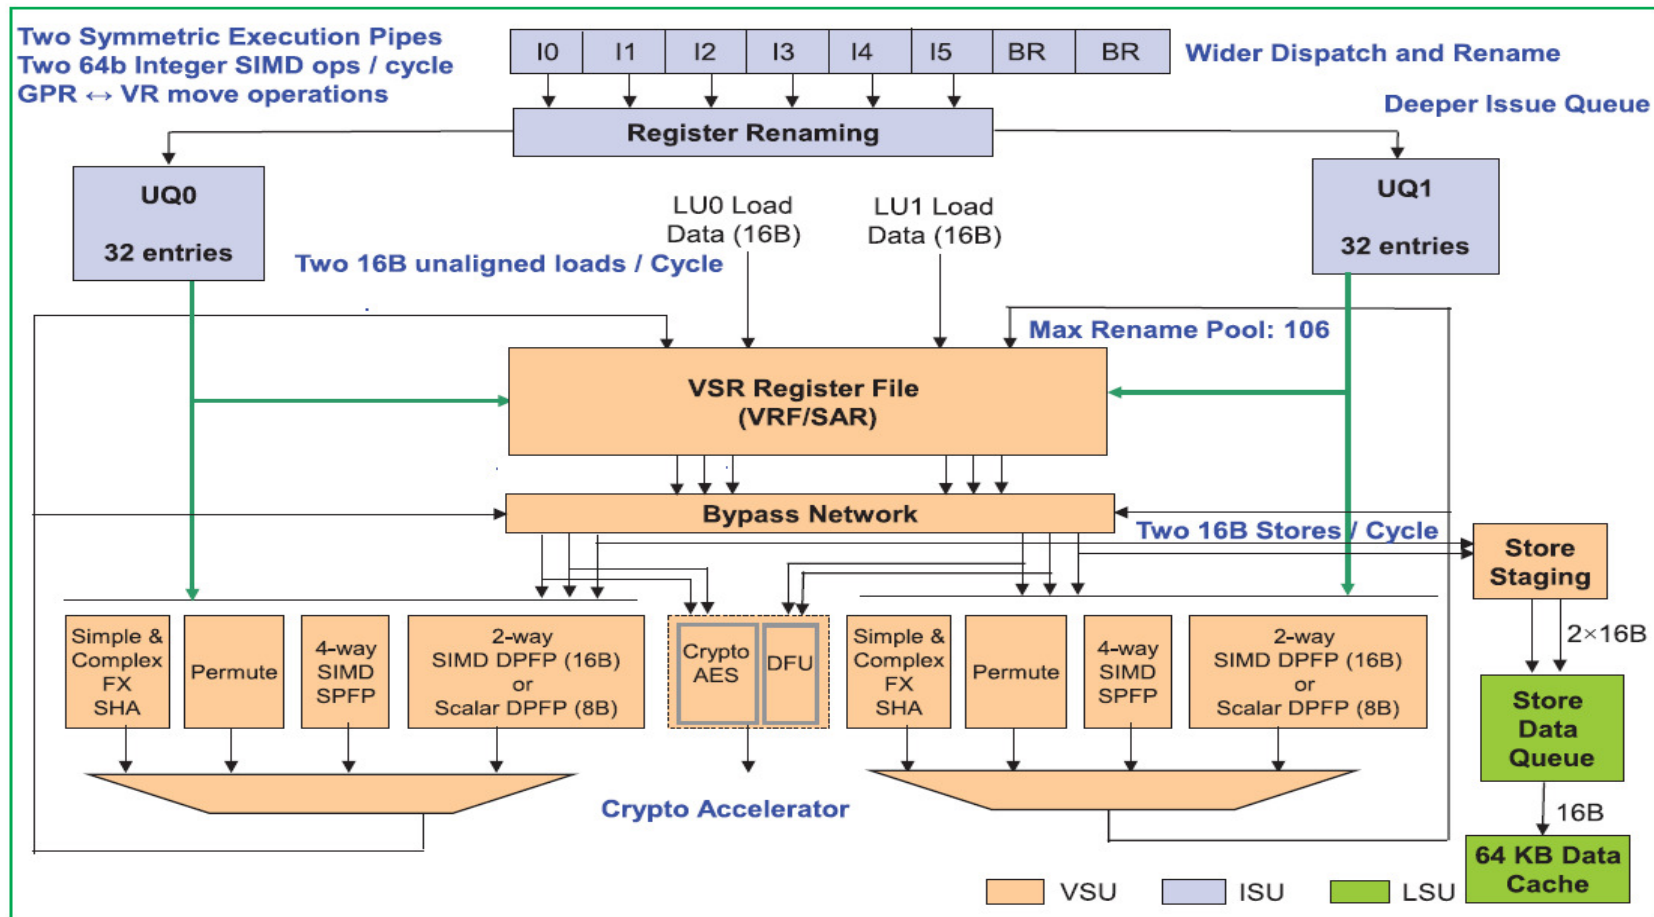 Two Symmetric Execution Pipes
Two 64b Integer SIMD ops / cycle
GPR ↔ VR move operations
I0 I1 I2 I3 I4 I5 BR BR
Wider Dispatch and Rename
Deeper Issue Queue
Register Renaming
UQ0
32 entries
UQ1
32 entries
LU0 Load
Data (16B)
LU1 Load
Data (16B)
Two 16B unaligned loads / Cycle
Max Rename Pool: 106
VSR Register File
(VRF/SAR)
Bypass Network
Two 16B Stores / Cycle
Store
Staging
2×16B
Simple &
Complex
FX
SHA
Permute
4-way
SIMD
SPFP
2-way
SIMD DPFP (16B)
or
Scalar DPFP (8B)
Crypto
AES
DFU
Simple &
Complex
FX
SHA
Permute
4-way
SIMD
SPFP
2-way
SIMD DPFP (16B)
or
Scalar DPFP (8B)
Store
Data
Queue
Crypto Accelerator
16B
64 KB Data
Cache
VSU
ISU
LSU